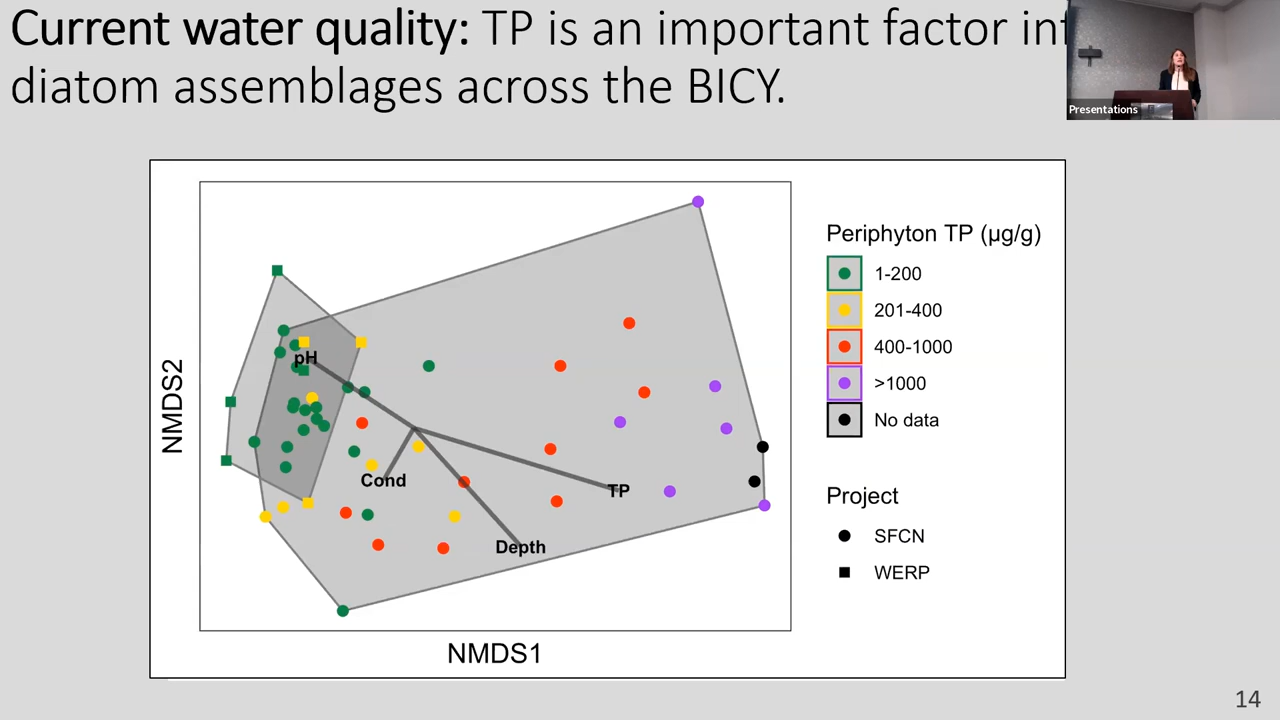 Current water quality: TP is an important factor
diatom assemblages across the BICY.
Presentations
Periphyton TP (µg/g)
1-200
201-400
400-1000
>1000
No data
Project
SFCN
WERP
pH
Cond
TP
Depth
NMDS2
NMDS1
14